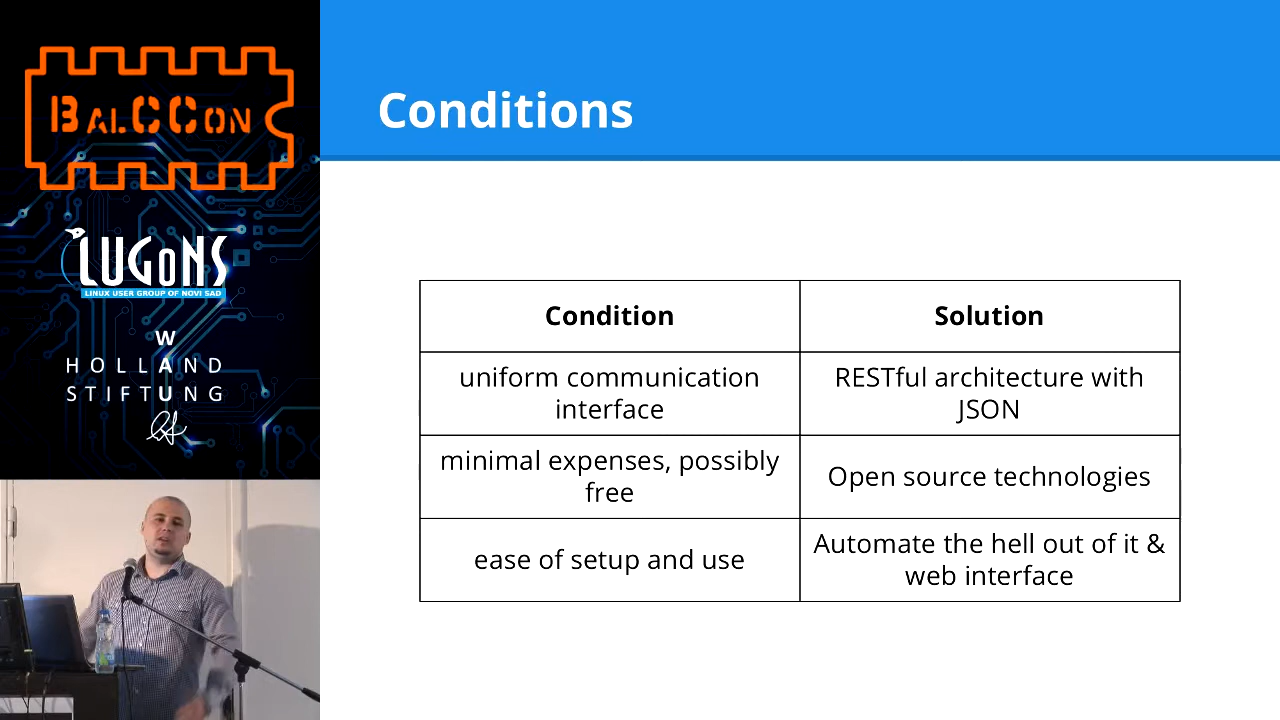 BALCCON
LUGONS
LINUX USER GROUP OF NOVI SAD
W
HOLLAND
STIFTUNG
Conditions
Condition
Solution
uniform communication
interface
RESTful architecture with
JSON
minimal expenses, possibly
free
Open source technologies
ease of setup and use
Automate the hell out of it &
web interface